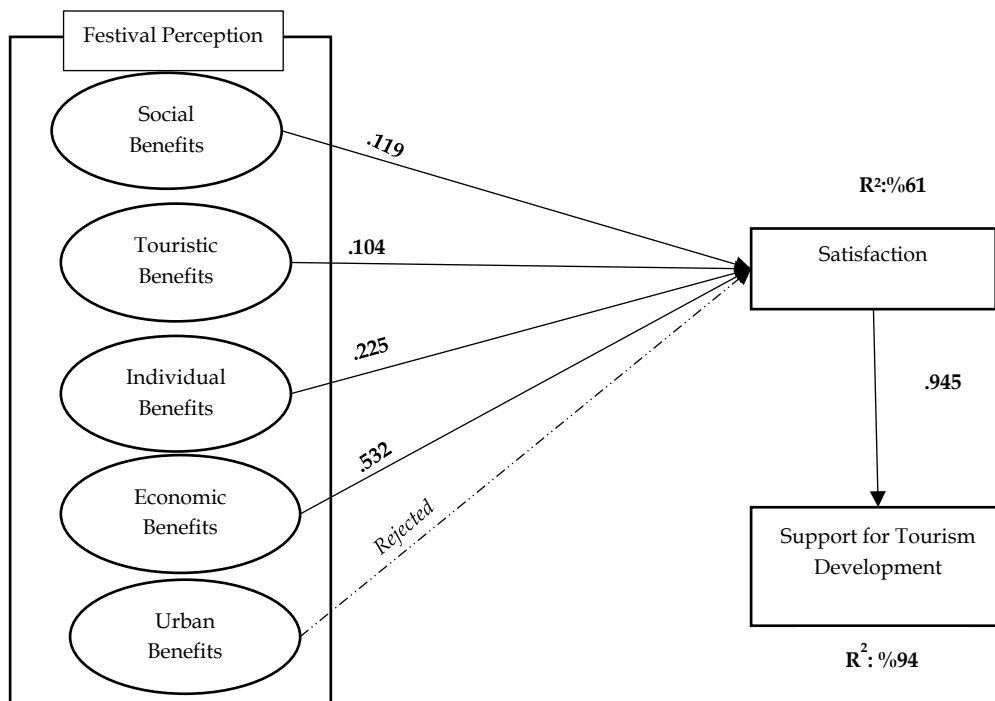 Festival Perception
Social
Benefits
.119
R²:%61
Touristic
Benefits
.104
Satisfaction
Individual
Benefits
.225
.945
Economic
Benefits
.532
Rejected
Support for Tourism
Development
Urban
Benefits
R²: %94